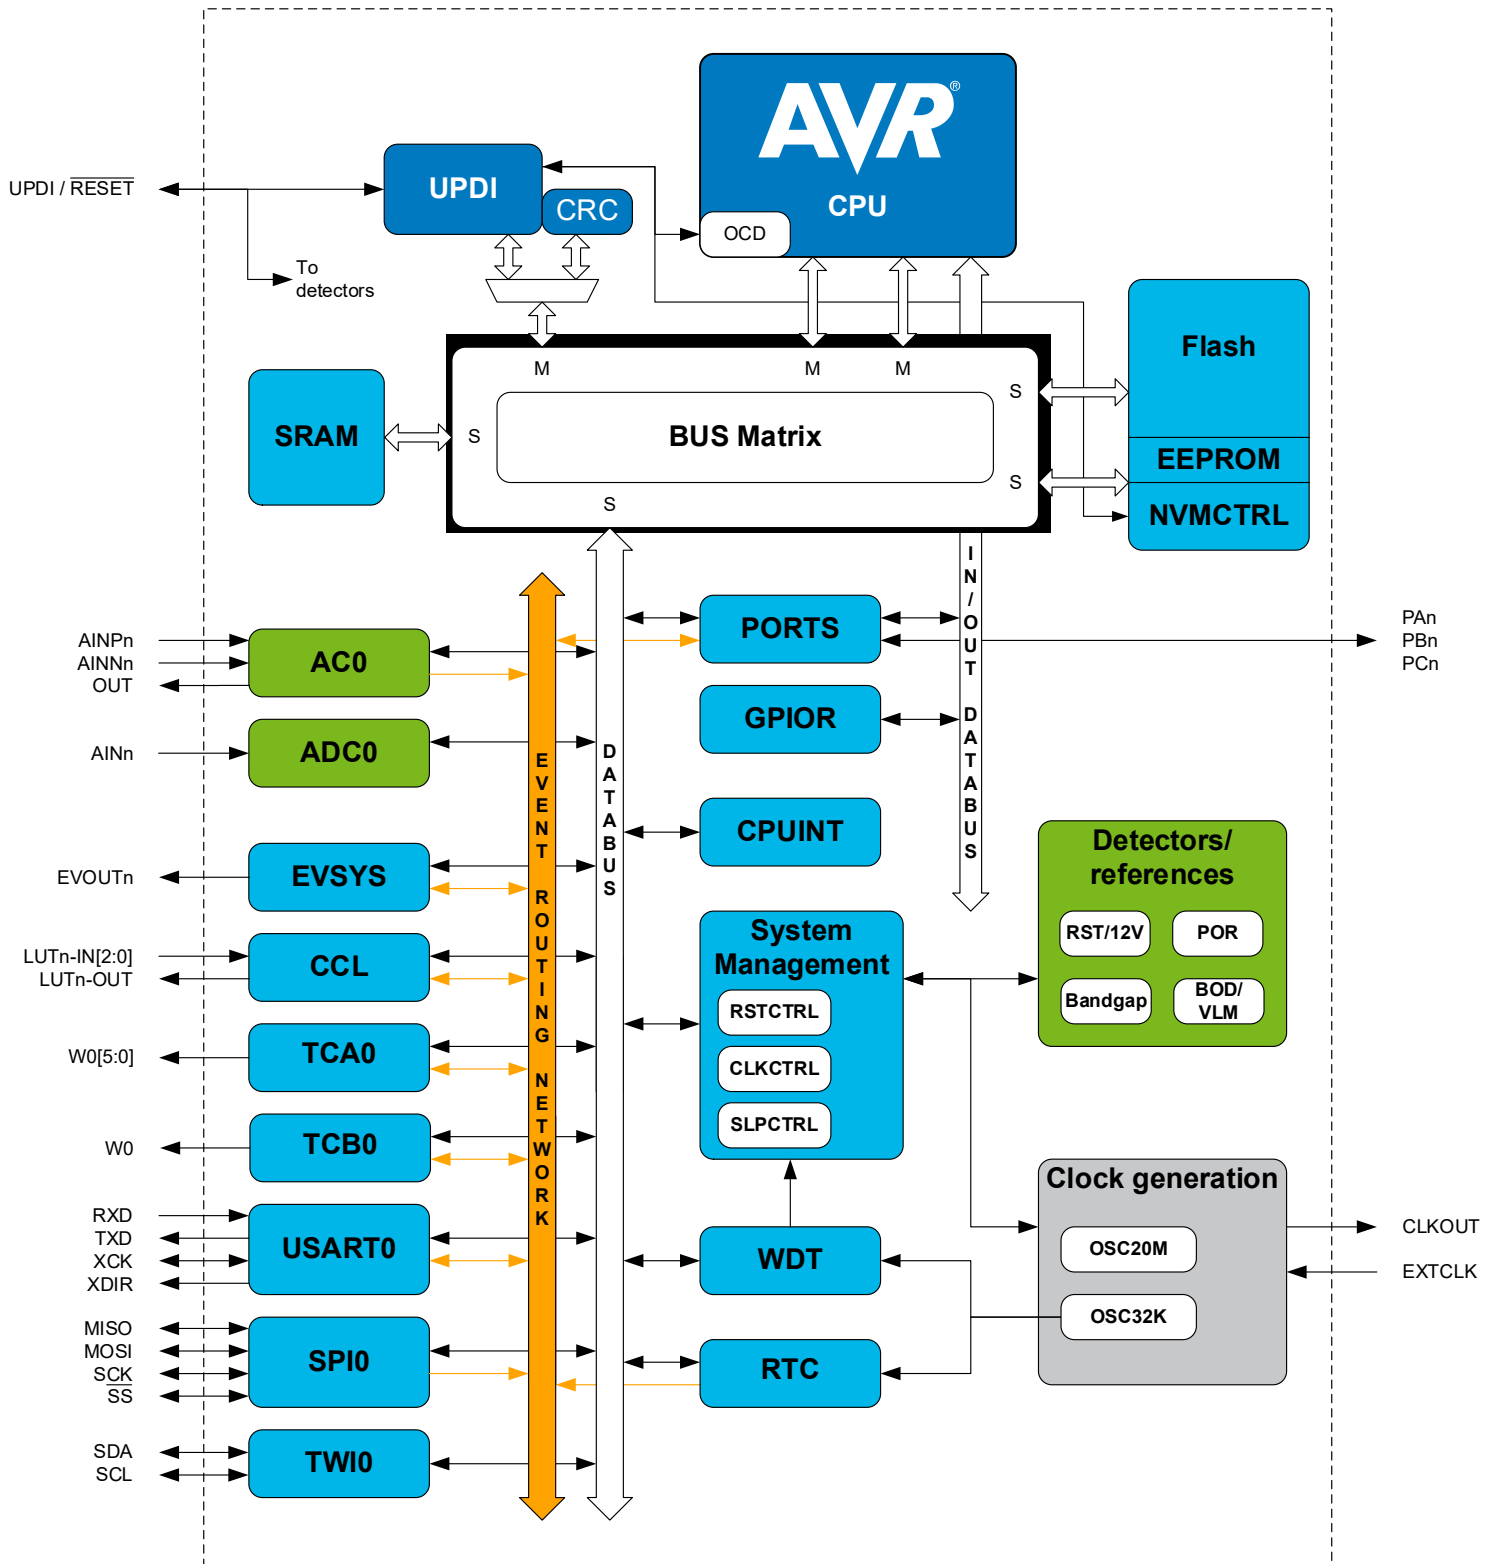 AVR®
CPU
OCD
UPDI / RESET
UPDI
CRC
To
detectors
Flash
EEPROM
NVMCTRL
M
M
M
S
S
S
S
SRAM
BUS Matrix
IN/OUT DATABUS
EVENT ROUTING NETWORK
DATABUS
AINPn
AINNn
OUT
AC0
PORTS
PAn
PBn
PCn
GPIOR
AINn
ADC0
CPUINT
Detectors/
references
RST/12V
POR
Bandgap
BOD/
VLM
EVOUTn
EVSYS
System
Management
RSTCTRL
CLKCTRL
SLPCTRL
LUTn-IN[2:0]
LUTn-OUT
CCL
W0[5:0]
TCA0
W0
TCB0
Clock generation
OSC20M
OSC32K
CLKOUT
EXTCLK
RXD
TXD
XCK
XDIR
USART0
WDT
MISO
MOSI
SCK
SS
SPI0
RTC
SDA
SCL
TWI0